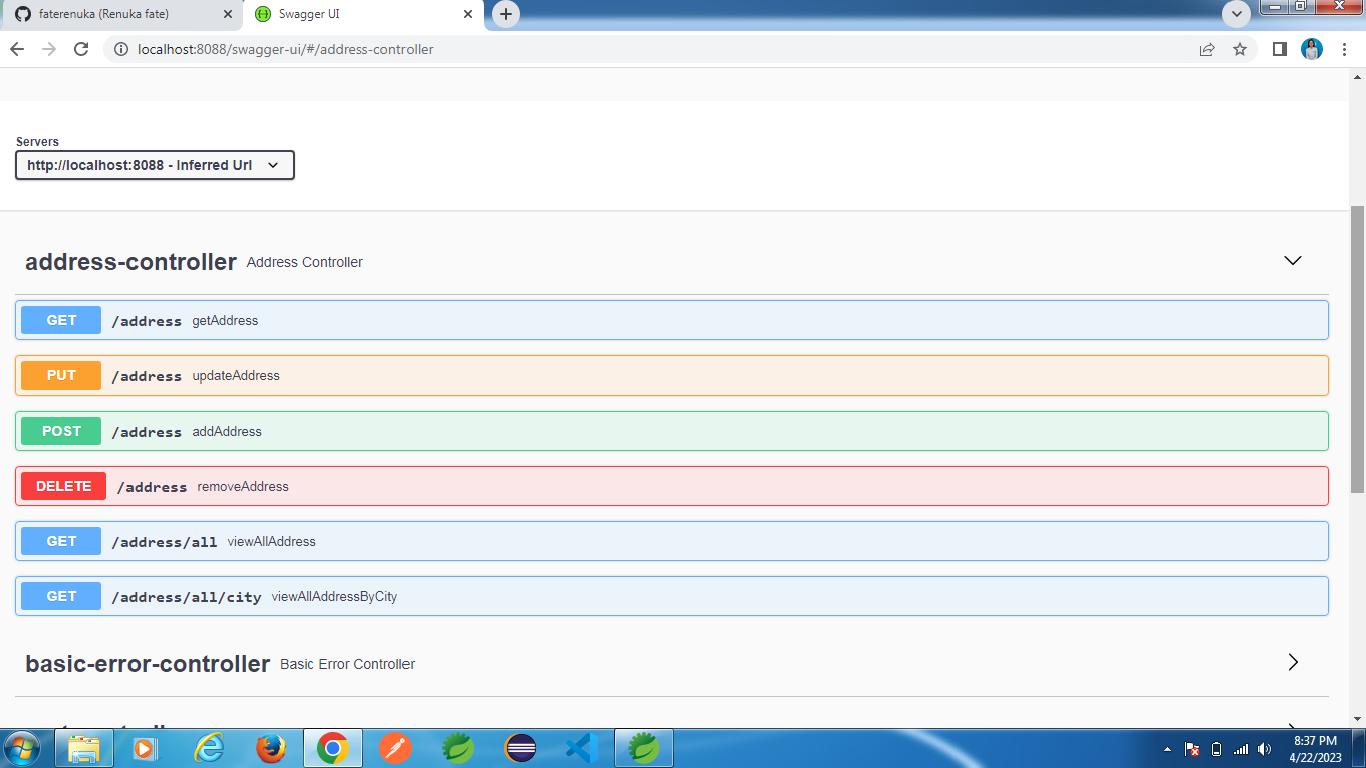 faterenuka (Renuka fate)
Swagger UI
localhost:8088/swagger-ui/#/address-controller
Servers
http://localhost:8088 - Inferred Url
address-controller Address Controller
GET /address getAddress
PUT /address updateAddress
POST /address addAddress
DELETE /address removeAddress
GET /address/all viewAllAddress
GET /address/all/city viewAllAddressByCity
basic-error-controller Basic Error Controller
8:37 PM
4/22/2023